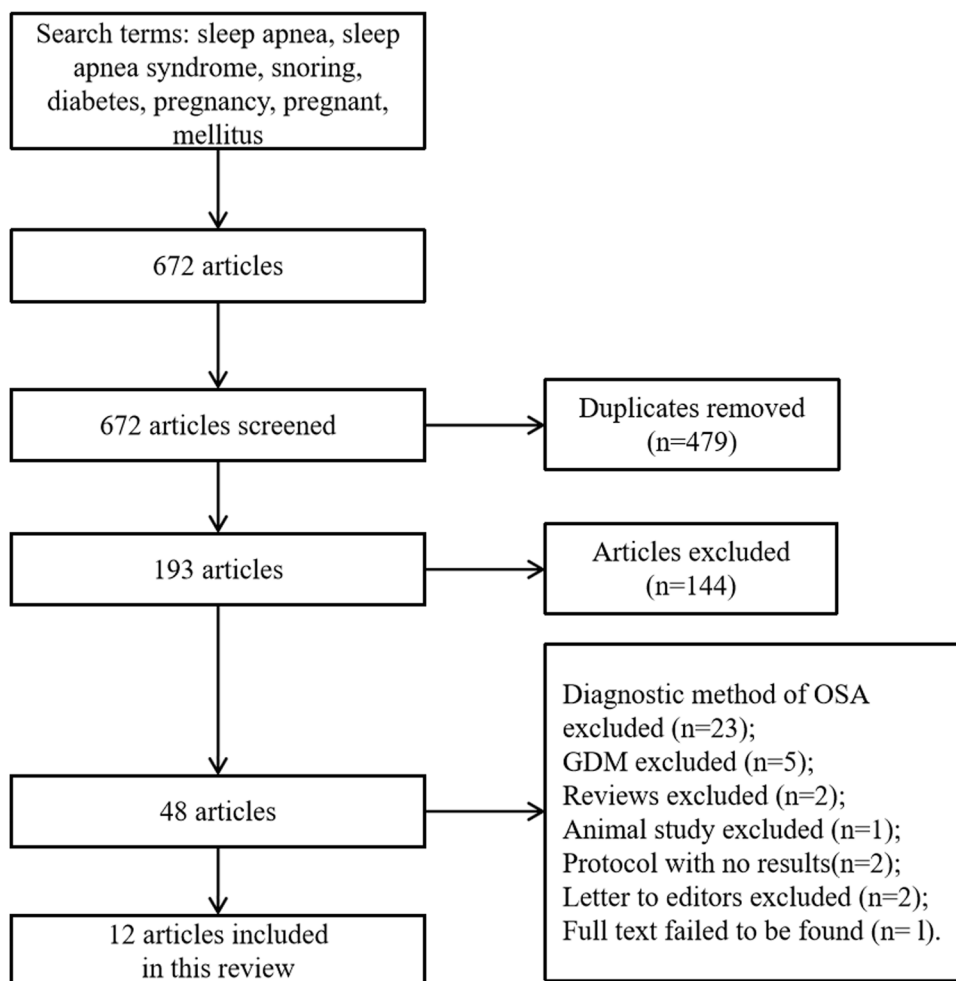 Search terms: sleep apnea, sleep
apnea syndrome, snoring,
diabetes, pregnancy, pregnant,
mellitus
672 articles
672 articles screened
Duplicates removed
(n=479)
193 articles
Articles excluded
(n=144)
48 articles
Diagnostic method of OSA
excluded (n=23);
GDM excluded (n=5);
Reviews excluded (n=2);
Animal study excluded (n=1);
Protocol with no results(n=2);
Letter to editors excluded (n=2);
Full text failed to be found (n= l).
12 articles included
in this review